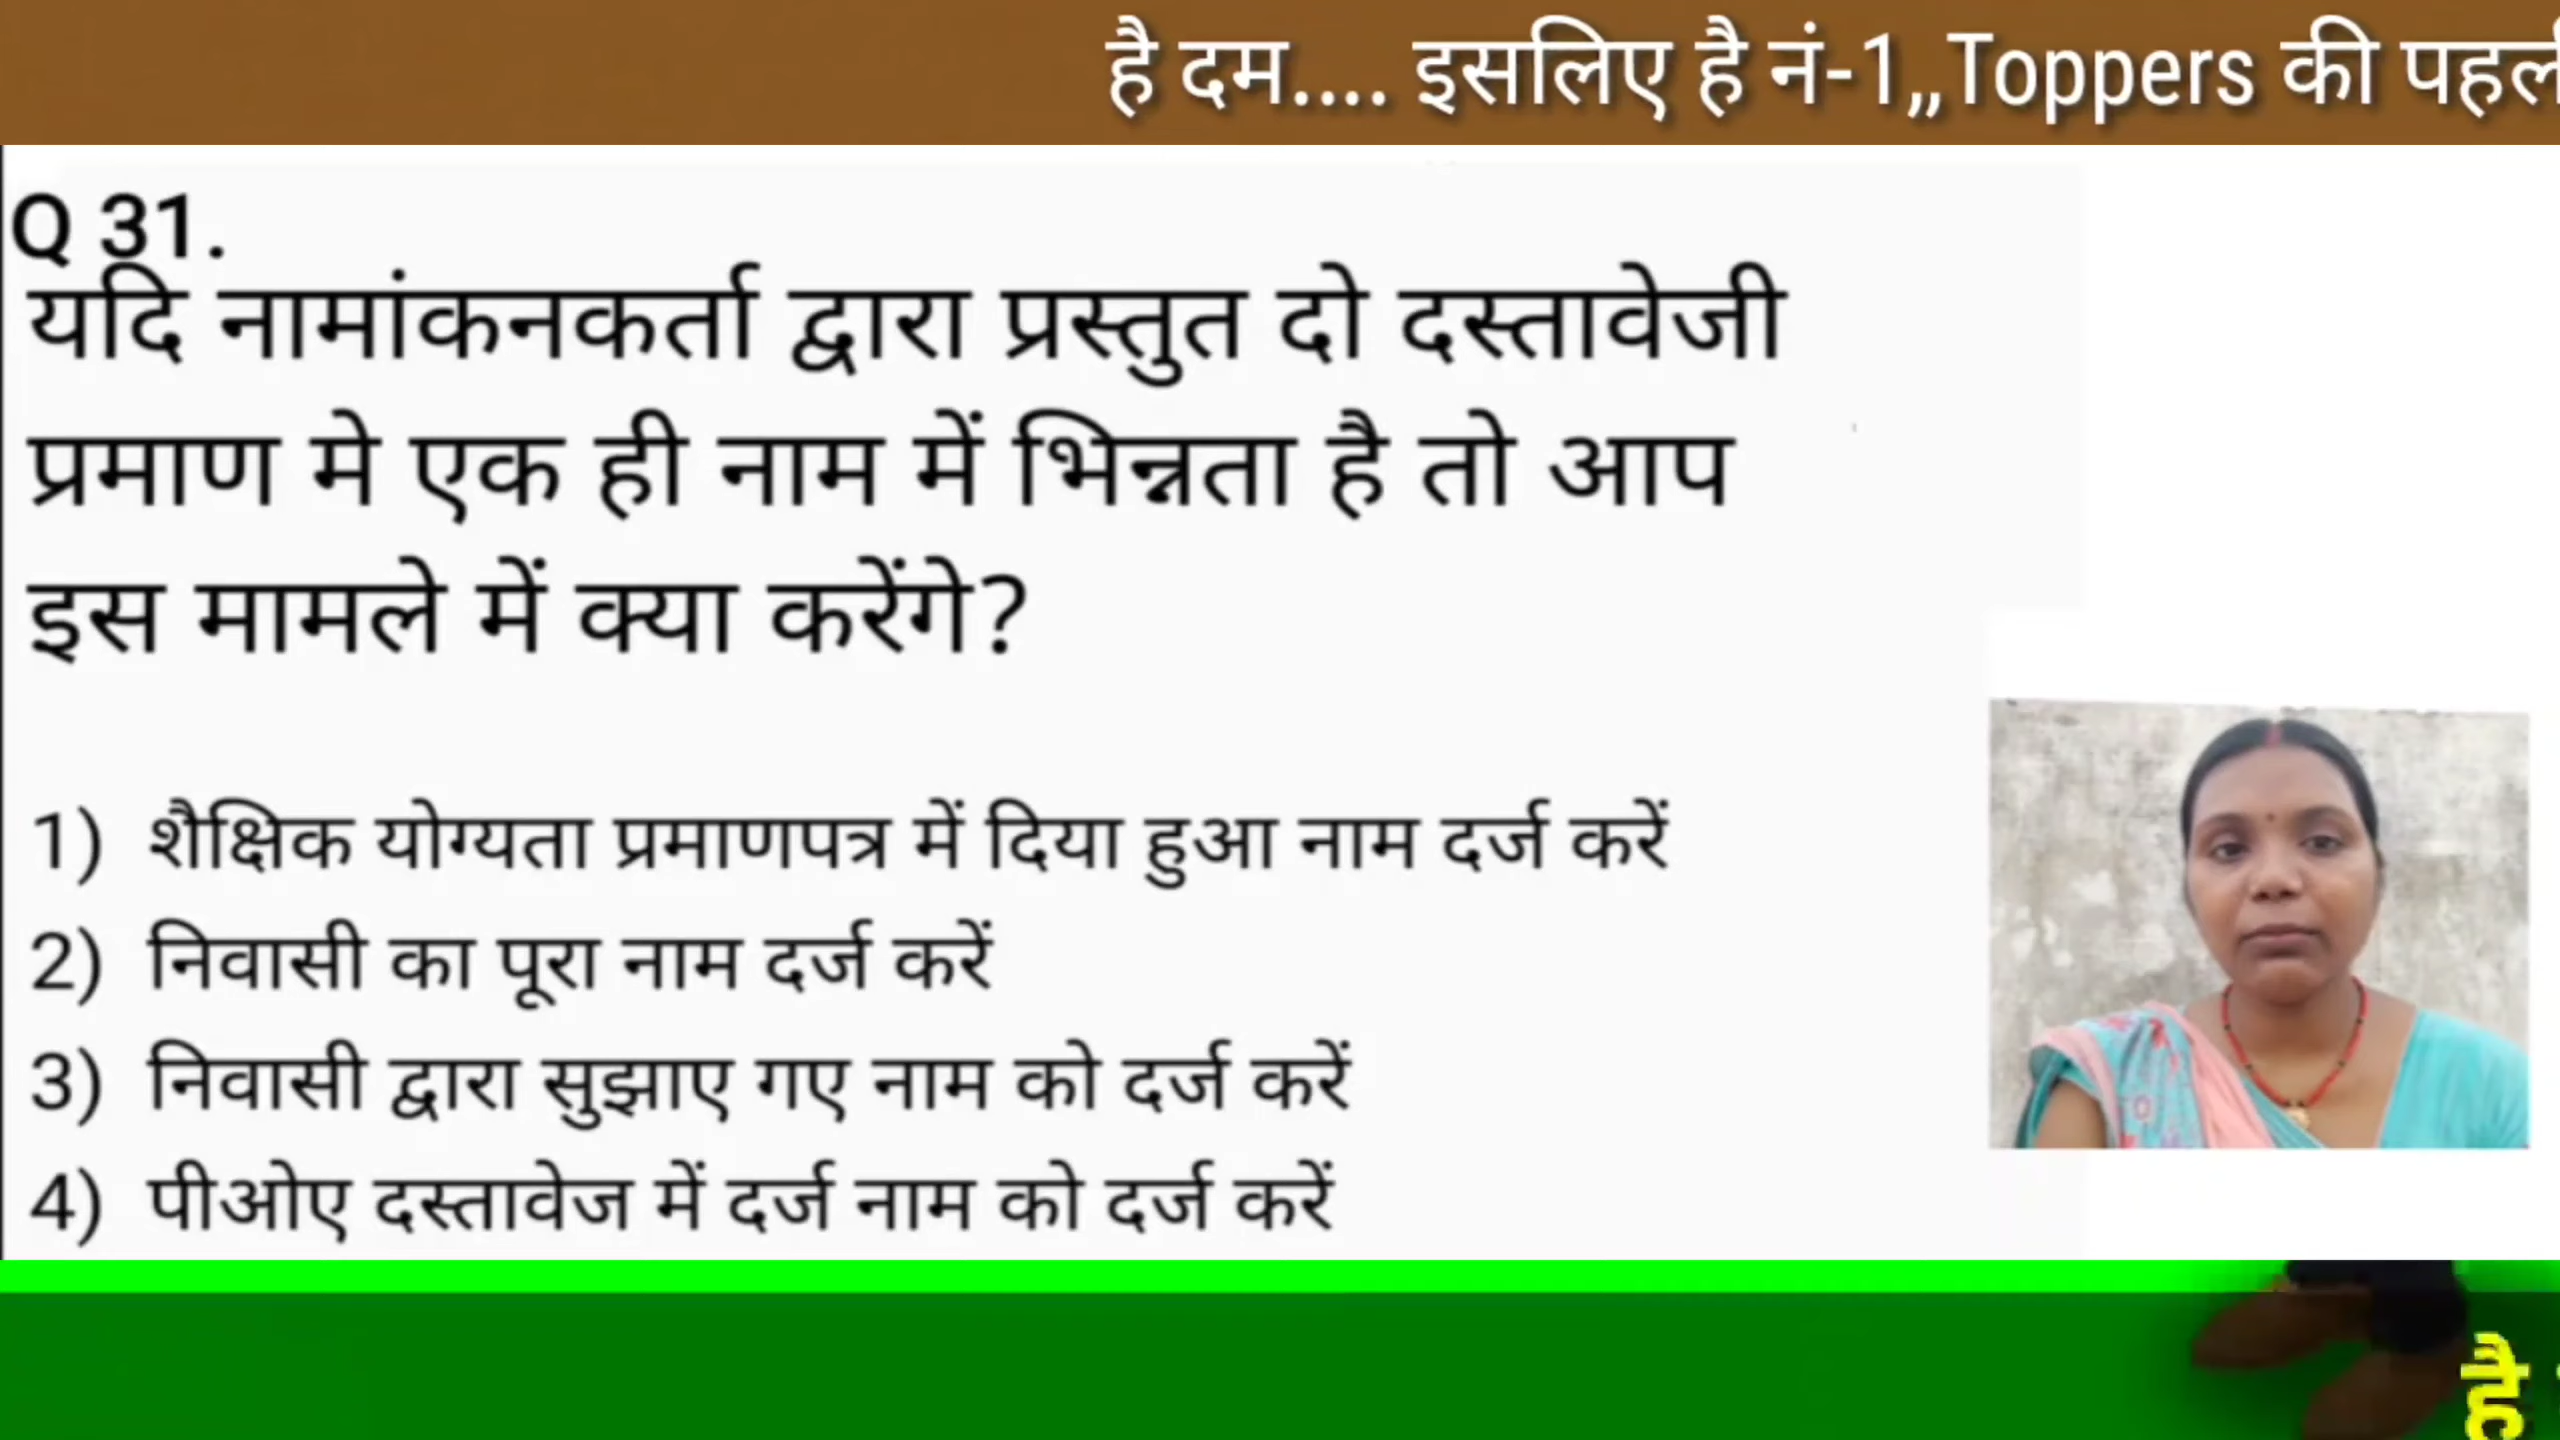 है दम.... इसलिए है नं-1,,Toppers की
Q 31.
यदि नामांकनकर्ता द्वारा प्रस्तुत दो दस्तावेजी
प्रमाण मे एक ही नाम में भिन्नता है तो आप
इस मामले में क्या करेंगे?
1) शैक्षिक योग्यता प्रमाणपत्र में दिया हुआ नाम दर्ज करें
2) निवासी का पूरा नाम दर्ज करें
3) निवासी द्वारा सुझाए गए नाम को दर्ज करें
4) पीओए दस्तावेज में दर्ज नाम को दर्ज करें
है